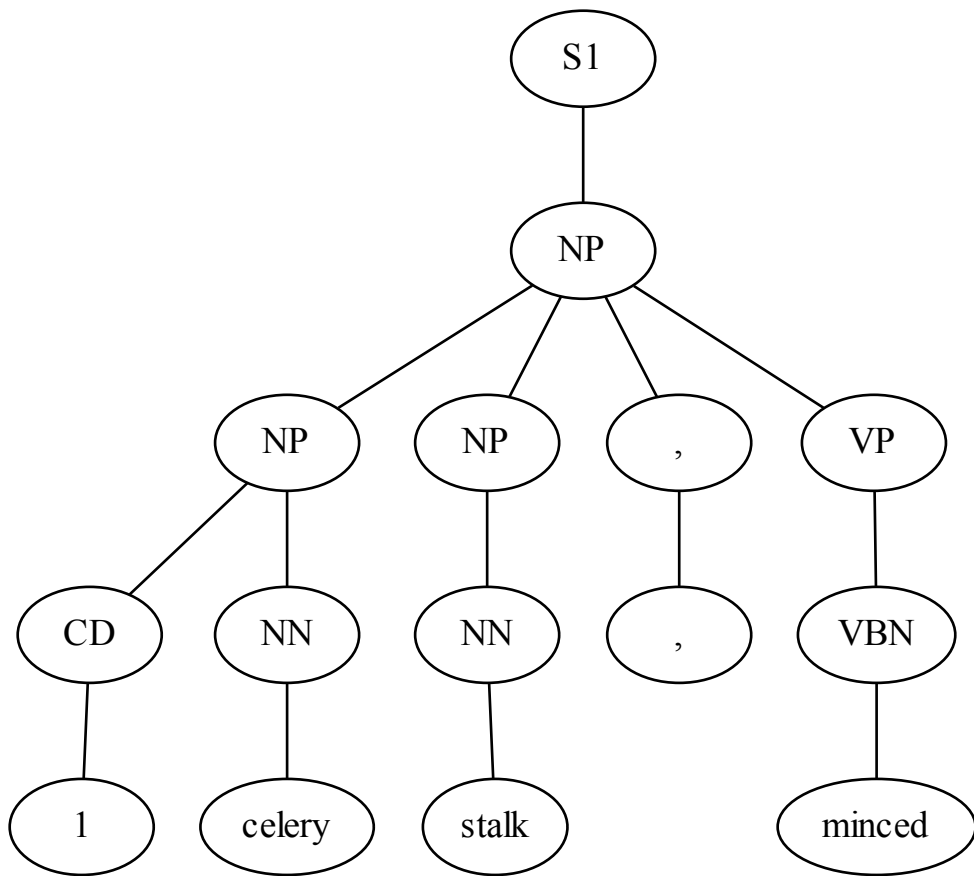 S1
NP
NP NP , VP
CD NN NN , VBN
1 celery stalk minced